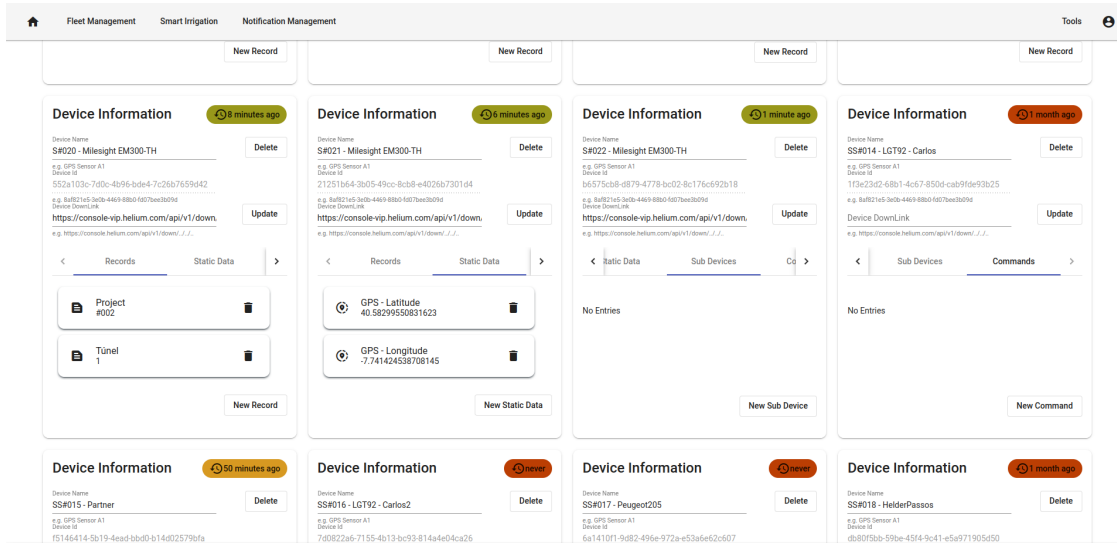 Fleet Management Smart Irrigation Notification Management Tools
New Record New Record New Record New Record
Device Information 8 minutes ago
Device Name
S#020 - Milesight EM300-TH Delete
e.g. GPS Sensor A1
Device Id
552a103c-7d0c-4b96-bde4-7c26b7659d42
e.g. 8af821e5-3e0b-4469-88b0-fd07bee3b09d
Device DownLink
https://console-vip.helium.com/api/v1/down, Update
e.g. https://console.helium.com/api/v1/down/../../..
Records Static Data
Project
#002
Túnel
1
New Record
Device Information 6 minutes ago
Device Name
S#021 - Milesight EM300-TH Delete
e.g. GPS Sensor A1
Device Id
21251b64-3b05-49cc-8cb8-e4026b7301d4
e.g. 8af821e5-3e0b-4469-88b0-fd07bee3b09d
Device DownLink
https://console-vip.helium.com/api/v1/down, Update
e.g. https://console.helium.com/api/v1/down/../../..
Records Static Data
GPS - Latitude
40.58299550831623
GPS - Longitude
-7.741424538708145
New Static Data
Device Information 1 minute ago
Device Name
S#022 - Milesight EM300-TH Delete
e.g. GPS Sensor A1
Device Id
b6575cb8-d879-4778-bc02-8c176c692b18
e.g. 8af821e5-3e0b-4469-88b0-fd07bee3b09d
Device DownLink
https://console-vip.helium.com/api/v1/down, Update
e.g. https://console.helium.com/api/v1/down/../../..
Static Data Sub Devices Co
No Entries
New Sub Device
Device Information 1 month ago
Device Name
SS#014 - LGT92 - Carlos Delete
e.g. GPS Sensor A1
Device Id
1f3e23d2-68b1-4c67-850d-cab9fde93b25
e.g. 8af821e5-3e0b-4469-88b0-fd07bee3b09d
Device DownLink Update
e.g. https://console.helium.com/api/v1/down/../../..
Sub Devices Commands
No Entries
New Command
Device Information 50 minutes ago
Device Name
SS#015 - Partner Delete
e.g. GPS Sensor A1
Device Id
f5146414-5b19-4ead-bbd0-b14d02579bfa
Device Information never
Device Name
SS#016 - LGT92 - Carlos2 Delete
e.g. GPS Sensor A1
Device Id
7d0822a6-7155-4b13-bc93-814a4e04ca26
Device Information never
Device Name
SS#017 - Peugeot205 Delete
e.g. GPS Sensor A1
Device Id
6a1410f1-9d82-496e-972a-e53a6e62c607
Device Information 1 month ago
Device Name
SS#018 - HelderPassos Delete
e.g. GPS Sensor A1
Device Id
db80f5bb-59be-45f4-9c41-e5a971905d50